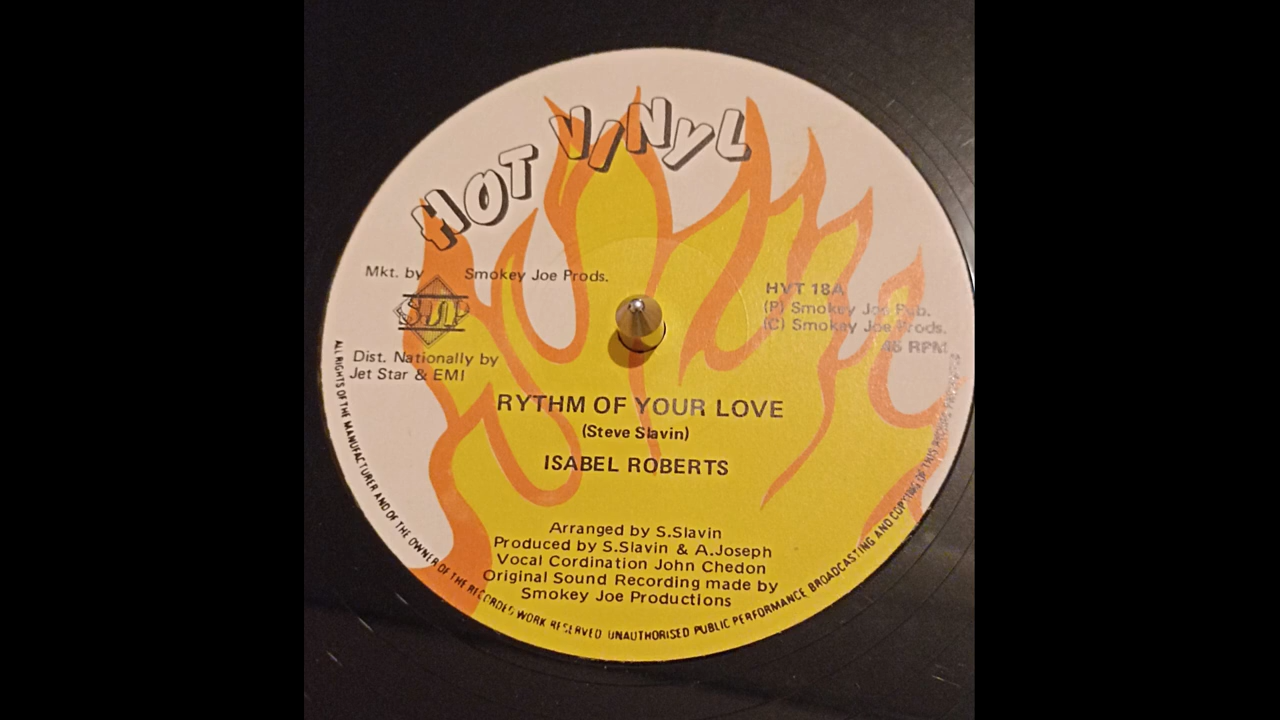 HOT VINYL
Mkt. by Smokey Joe Prods.
SJP
Dist. Nationally by
Jet Star & EMI
HVT 18A
(P) Smokey Joe Pub.
(C) Smokay Joe Prods.
45 RPM
RYTHM OF YOUR LOVE
(Steve Slavin)
ISABEL ROBERTS
Arranged by S.Slavin
Produced by S.Slavin & A.Joseph
Vocal Cordination John Chedon
Original Sound Recording made by
Smokey Joe Productions
ALL RIGHTS OF THE MANUFACTURER AND OF THE OWNER OF THE RECORDED WORK RESERVED UNAUTHORISED PUBLIC PERFORMANCE BROADCASTING AND COPYING OF THIS